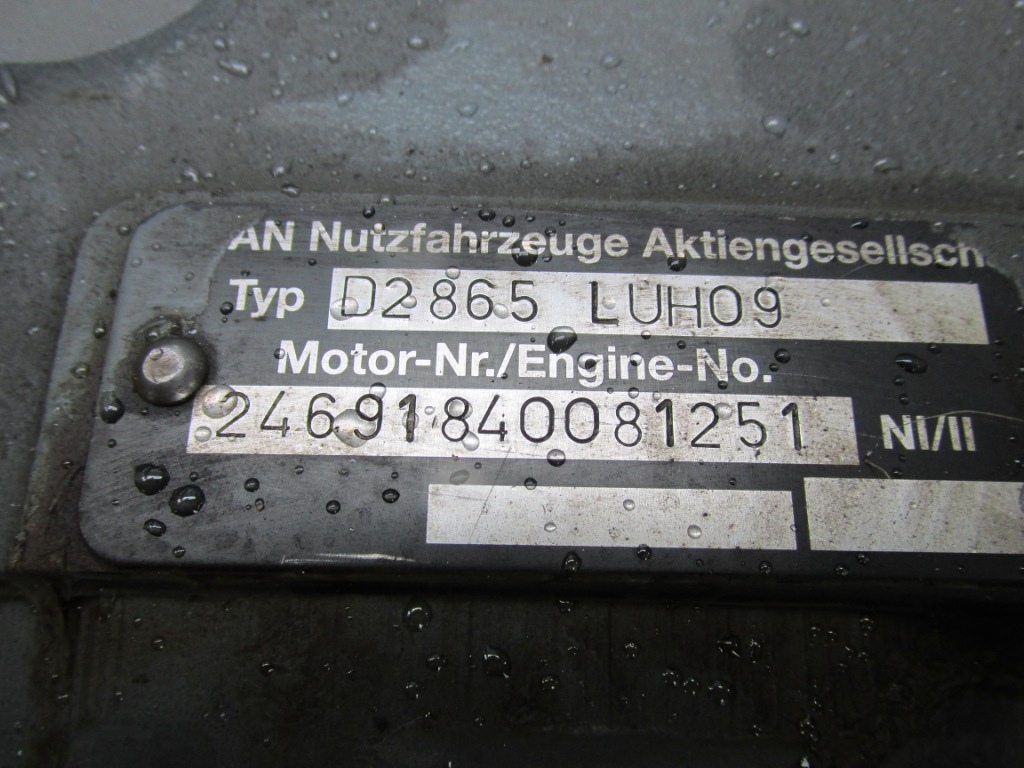 AN Nutzfahrzeuge Aktiengesellsch
Typ D2865 LUH09
Motor-Nr./Engine-No.
24691840081251 NI/II